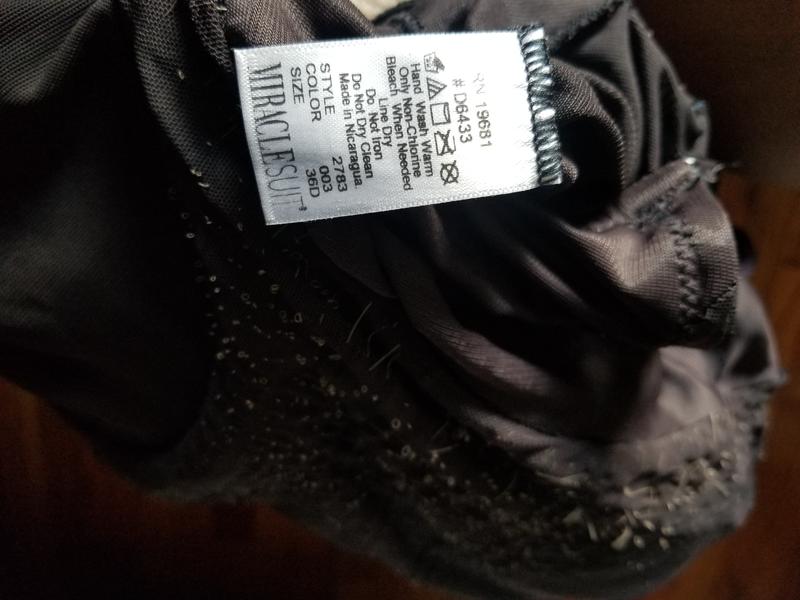 RN 19681
# D6433
Hand Wash Warm
Only Non-Chlorine
Bleach When Needed
Line Dry
Do Not Iron
Do Not Dry Clean
Made in Nicaragua
STYLE 2783
COLOR 003
SIZE 36D
MIRACLESUIT®